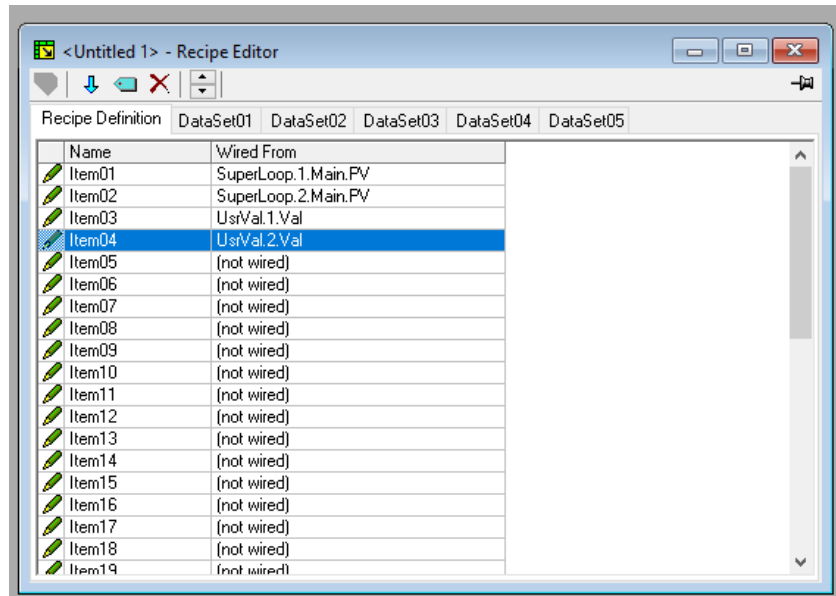 <Untitled 1> - Recipe Editor
Recipe Definition DataSet01 DataSet02 DataSet03 DataSet04 DataSet05
Name Wired From
Item01 SuperLoop.1.Main.PV
Item02 SuperLoop.2.Main.PV
Item03 UsrVal.1.Val
Item04 UsrVal.2.Val
Item05 (not wired)
Item06 (not wired)
Item07 (not wired)
Item08 (not wired)
Item09 (not wired)
Item10 (not wired)
Item11 (not wired)
Item12 (not wired)
Item13 (not wired)
Item14 (not wired)
Item15 (not wired)
Item16 (not wired)
Item17 (not wired)
Item18 (not wired)
Item19 (not wired)